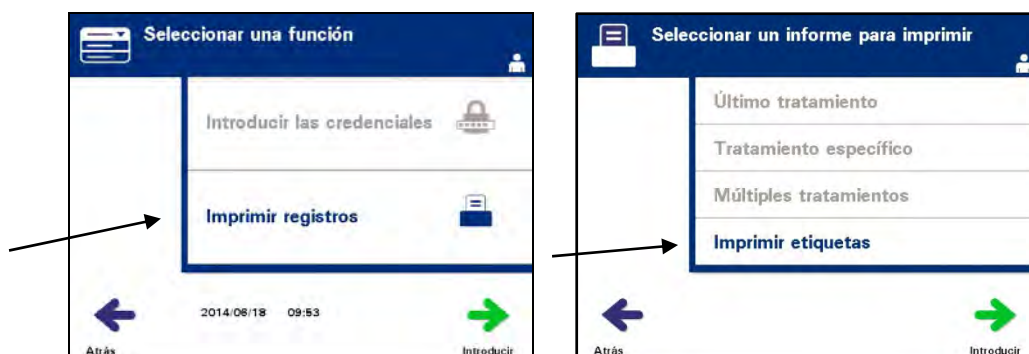 Seleccionar una función
Introducir las credenciales
Imprimir registros
2014/06/18 09:53
Atrás
Introducir
Seleccionar un informe para imprimir
Último tratamiento
Tratamiento específico
Múltiples tratamientos
Imprimir etiquetas
Atrás
Introducir